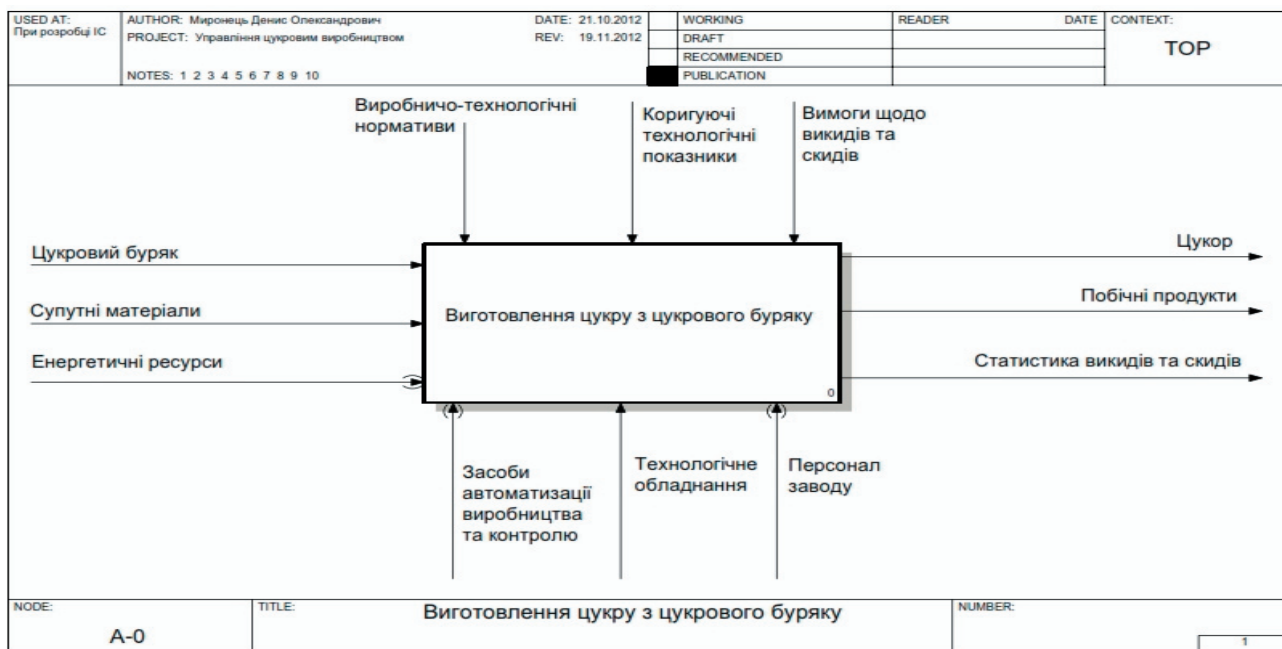 USED AT:
При розробці ІС
AUTHOR: Миронець Денис Олександрович
DATE: 21.10.2012
PROJECT: Управління цукровим виробництвом
REV: 19.11.2012
NOTES: 1 2 3 4 5 6 7 8 9 10
WORKING
DRAFT
RECOMMENDED
PUBLICATION
READER
DATE
CONTEXT:
TOP
Виробничо-технологічні
нормативи
Коригуючі
технологічні
показники
Вимоги щодо
викидів та
скидів
Цукровий буряк
Супутні матеріали
Енергетичні ресурси
Виготовлення цукру з цукрового буряку
0
Цукор
Побічні продукти
Статистика викидів та скидів
Засоби
автоматизації
виробництва
та контролю
Технологічне
обладнання
Персонал
заводу
NODE:
A-0
TITLE:
Виготовлення цукру з цукрового буряку
NUMBER:
1